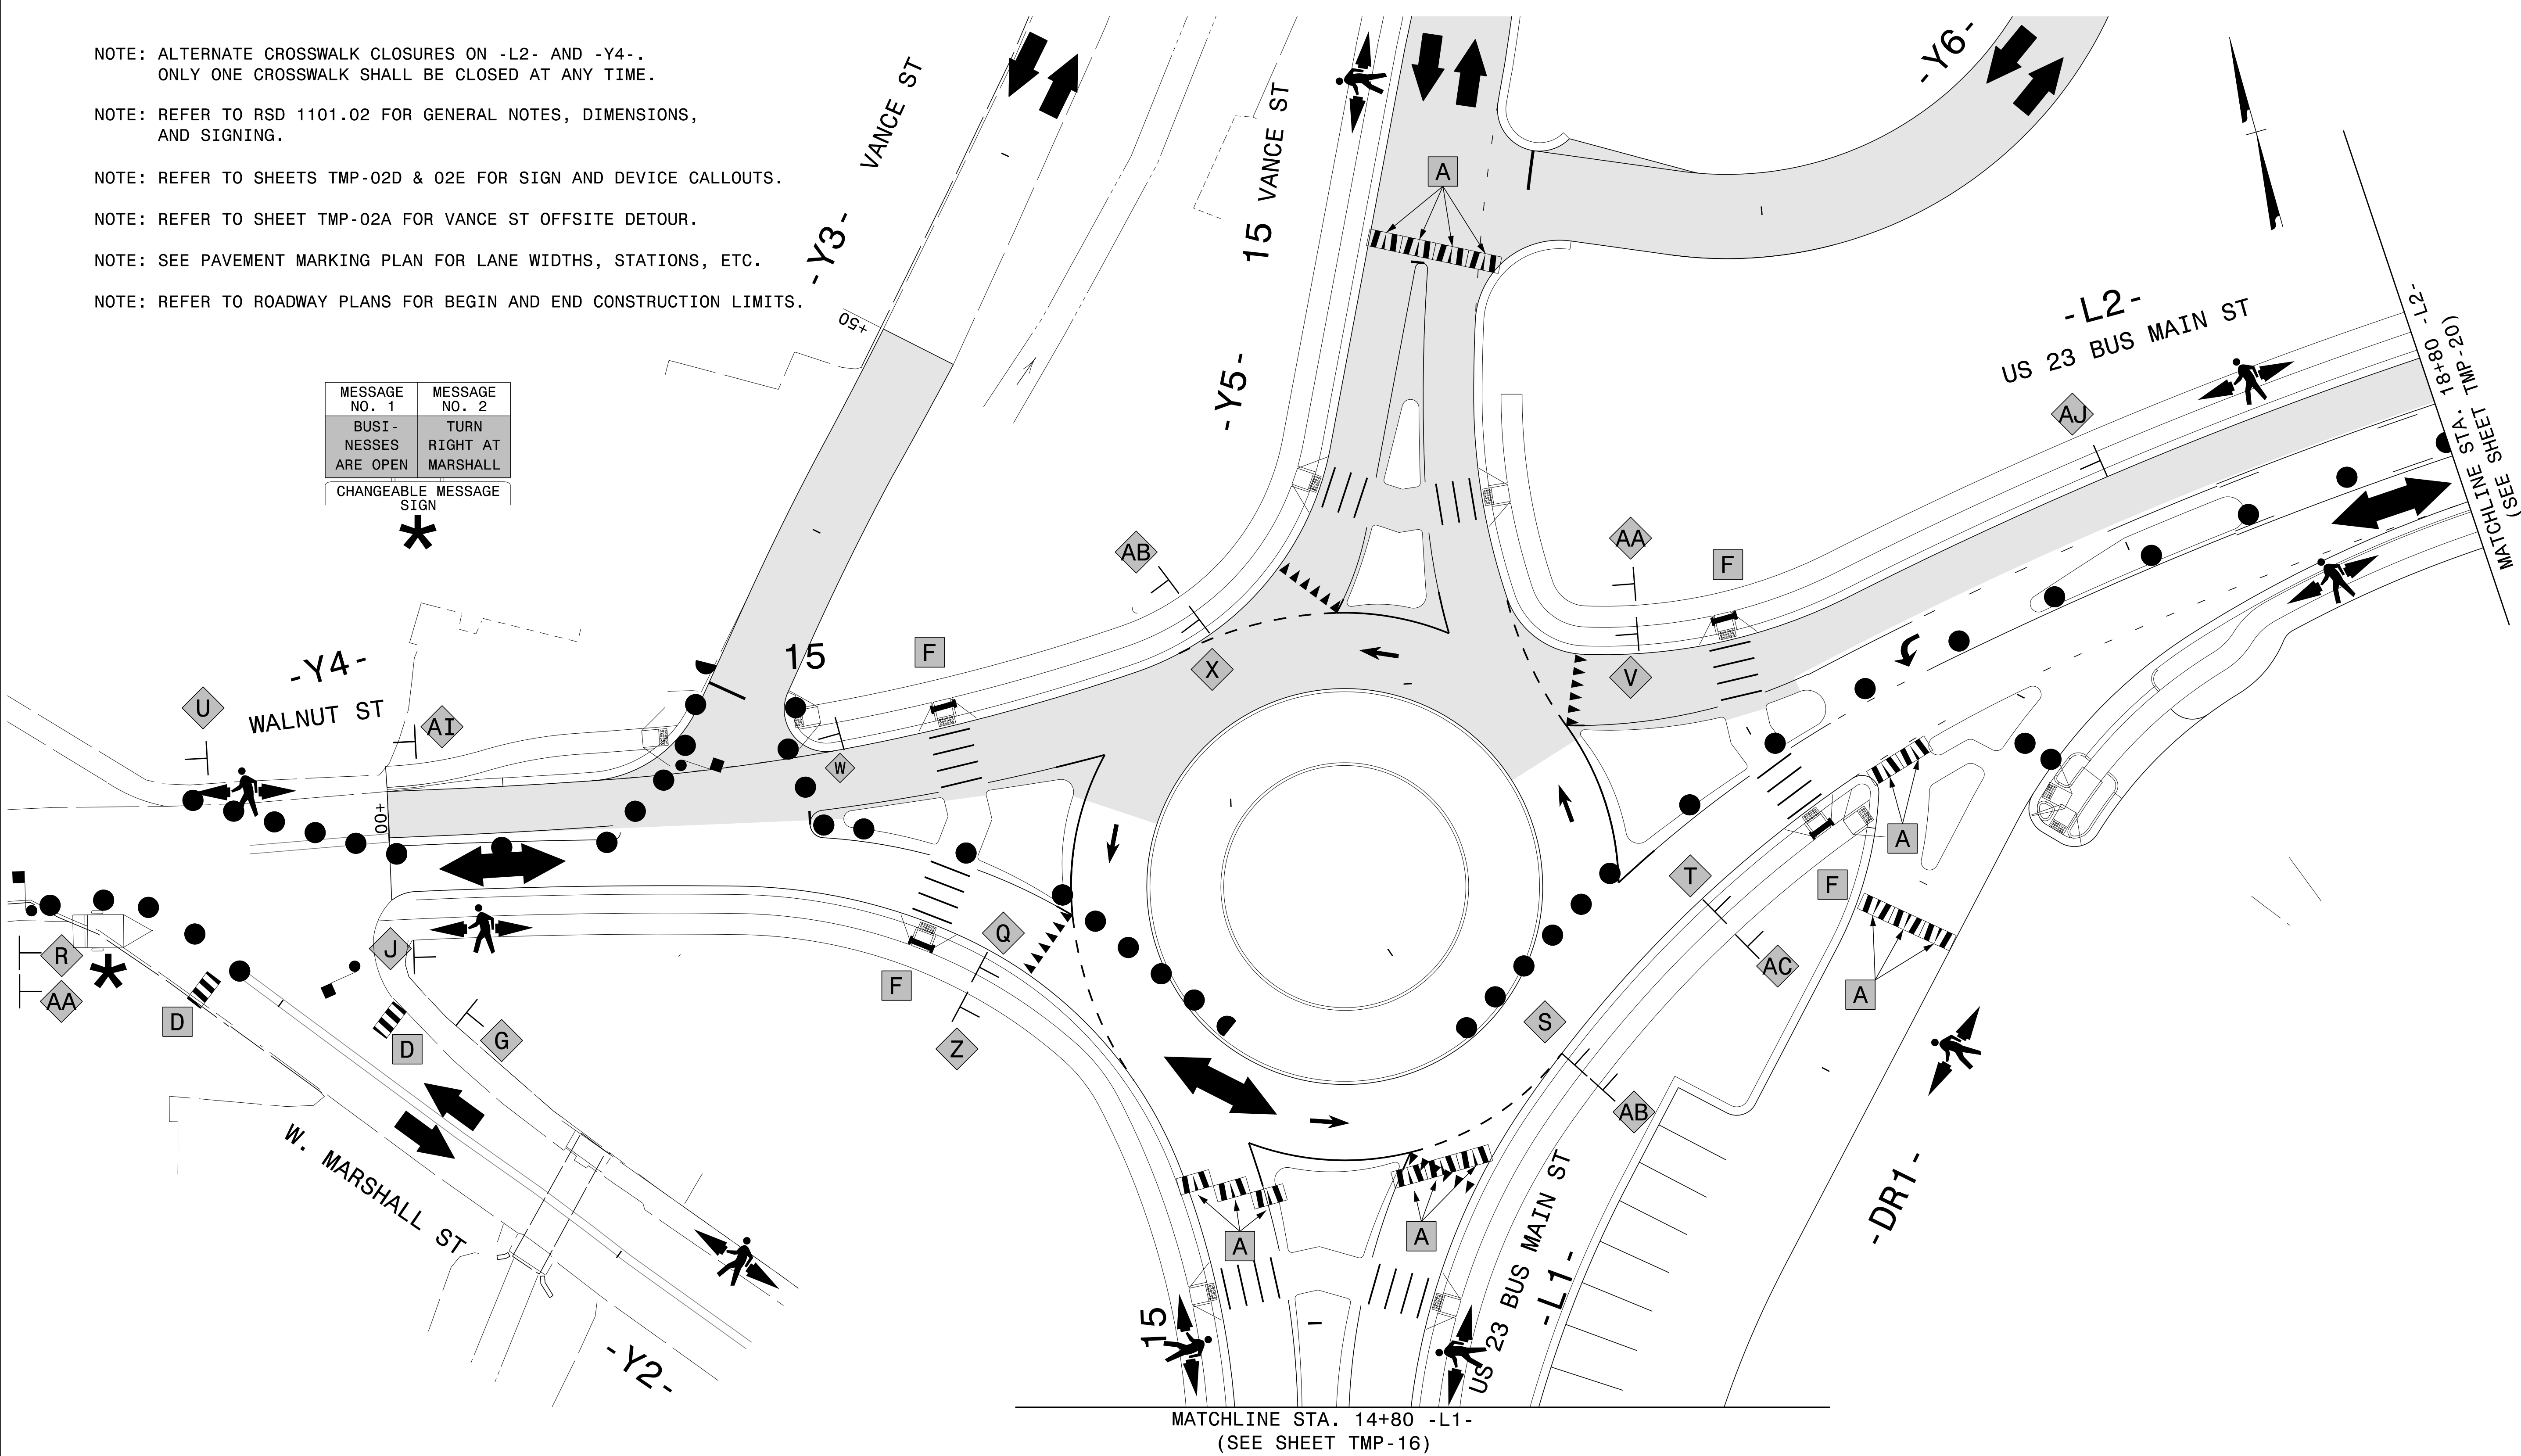 NOTE: ALTERNATE CROSSWALK CLOSURES ON -L2- AND -Y4-.
ONLY ONE CROSSWALK SHALL BE CLOSED AT ANY TIME.
NOTE: REFER TO RSD 1101.02 FOR GENERAL NOTES, DIMENSIONS,
AND SIGNING.
NOTE: REFER TO SHEETS TMP-02D & 02E FOR SIGN AND DEVICE CALLOUTS.
NOTE: REFER TO SHEET TMP-02A FOR VANCE ST OFFSITE DETOUR.
NOTE: SEE PAVEMENT MARKING PLAN FOR LANE WIDTHS, STATIONS, ETC.
NOTE: REFER TO ROADWAY PLANS FOR BEGIN AND END CONSTRUCTION LIMITS.
MESSAGE
NO. 1
MESSAGE
NO. 2
BUSI-
NESSES
ARE OPEN
TURN
RIGHT AT
MARSHALL
CHANGEABLE MESSAGE
SIGN
*
VANCE ST
-Y3-
+50
VANCE ST
15
-Y5-
A
-Y6-
-L2-
US 23 BUS MAIN ST
MATCHLINE STA. 18+80 -L2-
(SEE SHEET TMP-20)
AJ
AB
AA
F
X
V
15
F
W
-Y4-
WALNUT ST
U
AI
+00
R
AA
*
D
J
D
G
F
Q
Z
W. MARSHALL ST
-Y2-
T
AC
F
A
A
S
AB
A
A
15
US 23 BUS MAIN ST
-L1-
-DR1-
MATCHLINE STA. 14+80 -L1-
(SEE SHEET TMP-16)